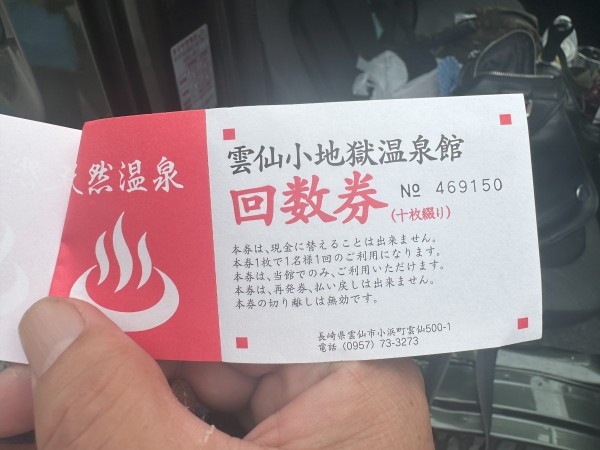 天然温泉
雲仙小地獄温泉館
回数券
(十枚綴り)
№ 469150
本券は、現金に替えることは出来ません。
本券1枚で1名様1回のご利用になります。
本券は、当館でのみ、ご利用いただけます。
本券は、再発券、払い戻しは出来ません。
本券の切り離しは無効です。
長崎県雲仙市小浜町雲仙500-1
電話 (0957) 73-3273